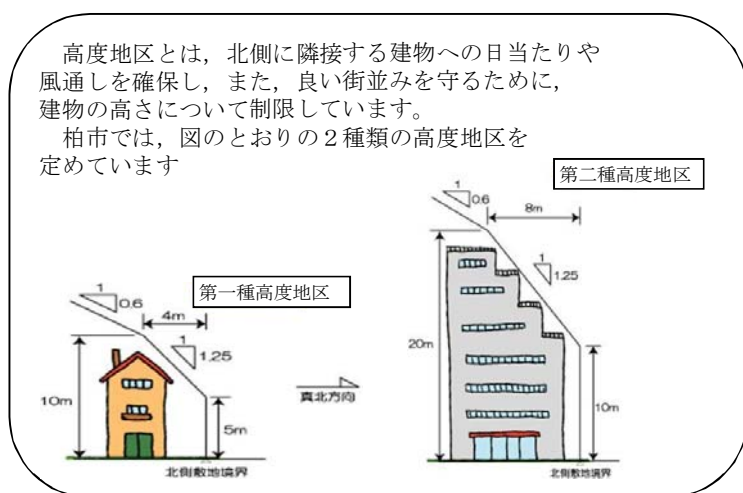 高度地区とは，北側に隣接する建物への日当たりや
風通しを確保し，また，良い街並みを守るために，
建物の高さについて制限しています。
柏市では，図のとおりの２種類の高度地区を
定めています
第二種高度地区
1
0.6
8m
1
1.25
20m
10m
北側敷地境界
第一種高度地区
1
0.6
4m
1
1.25
10m
5m
北側敷地境界
真北方向